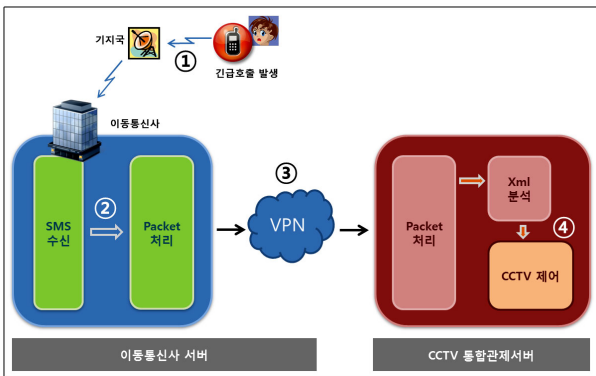 기지국
①
긴급호출 발생
이동통신사
SMS
수신
②
Packet
처리
③
VPN
Packet
처리
Xml
분석
④
CCTV 제어
이동통신사 서버
CCTV 통합관제서버